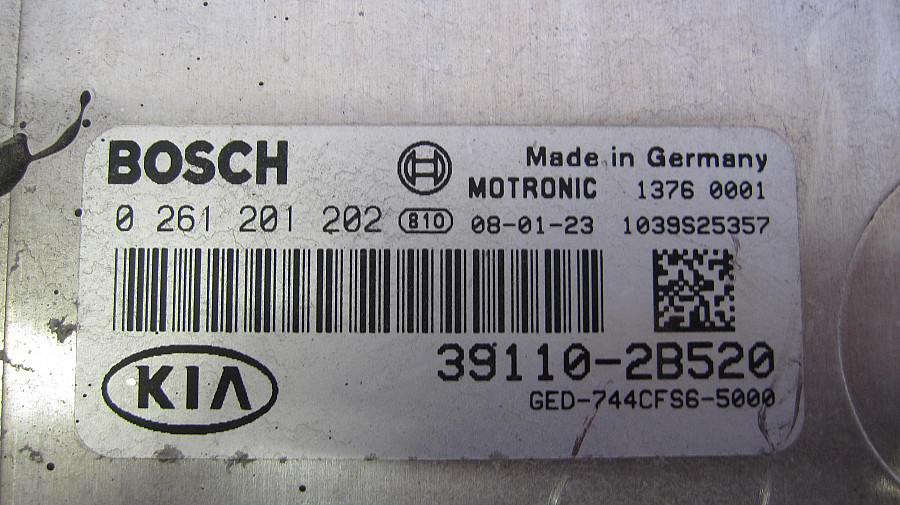 BOSCH
Made in Germany
MOTRONIC 1376 0001
0 261 201 202 810 08-01-23 1039S25357
39110-2B520
KIA
GED-744CFS6-5000